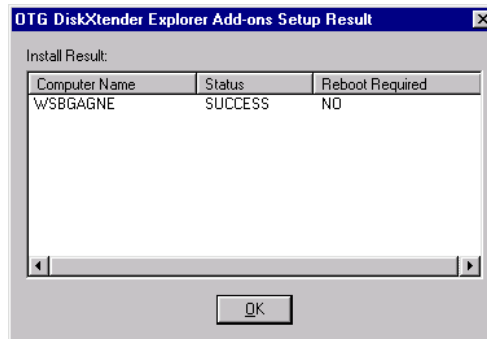 OTG DiskXtender Explorer Add-ons Setup Result
Install Result:
Computer Name Status Reboot Required
WSBGAGNE SUCCESS NO
OK